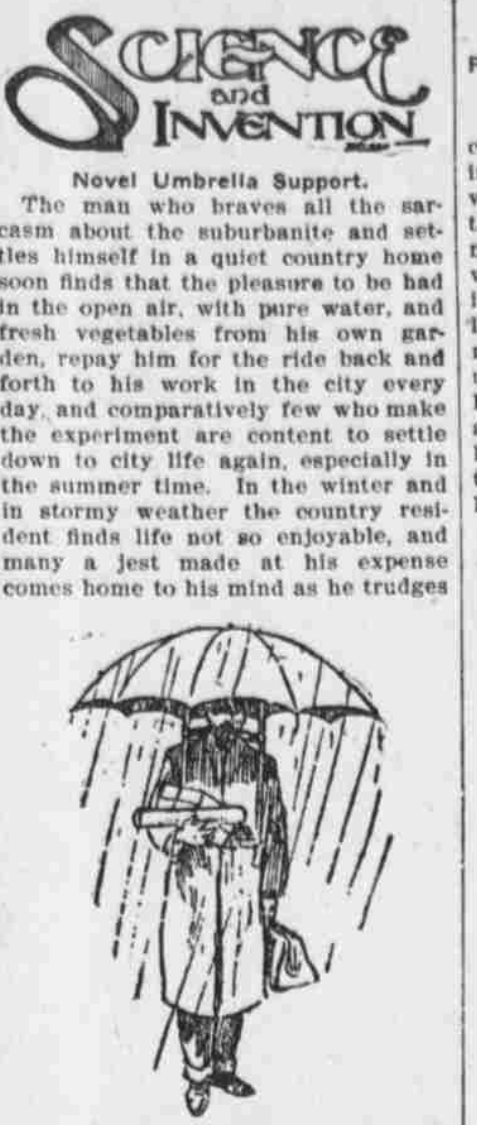 SCIENCE
and
INVENTION
Novel Umbrella Support.
The man who braves all the sar-
casm about the suburbanite and set-
tles himself in a quiet country home
soon finds that the pleasure to be had
in the open air, with pure water, and
fresh vegetables from his own gar-
den, repay him for the ride back and
forth to his work in the city every
day, and comparatively few who make
the experiment are content to settle
down to city life again, especially in
the summer time. In the winter and
in stormy weather the country resi-
dent finds life not so enjoyable, and
many a jest made at his expense
comes home to his mind as he trudges